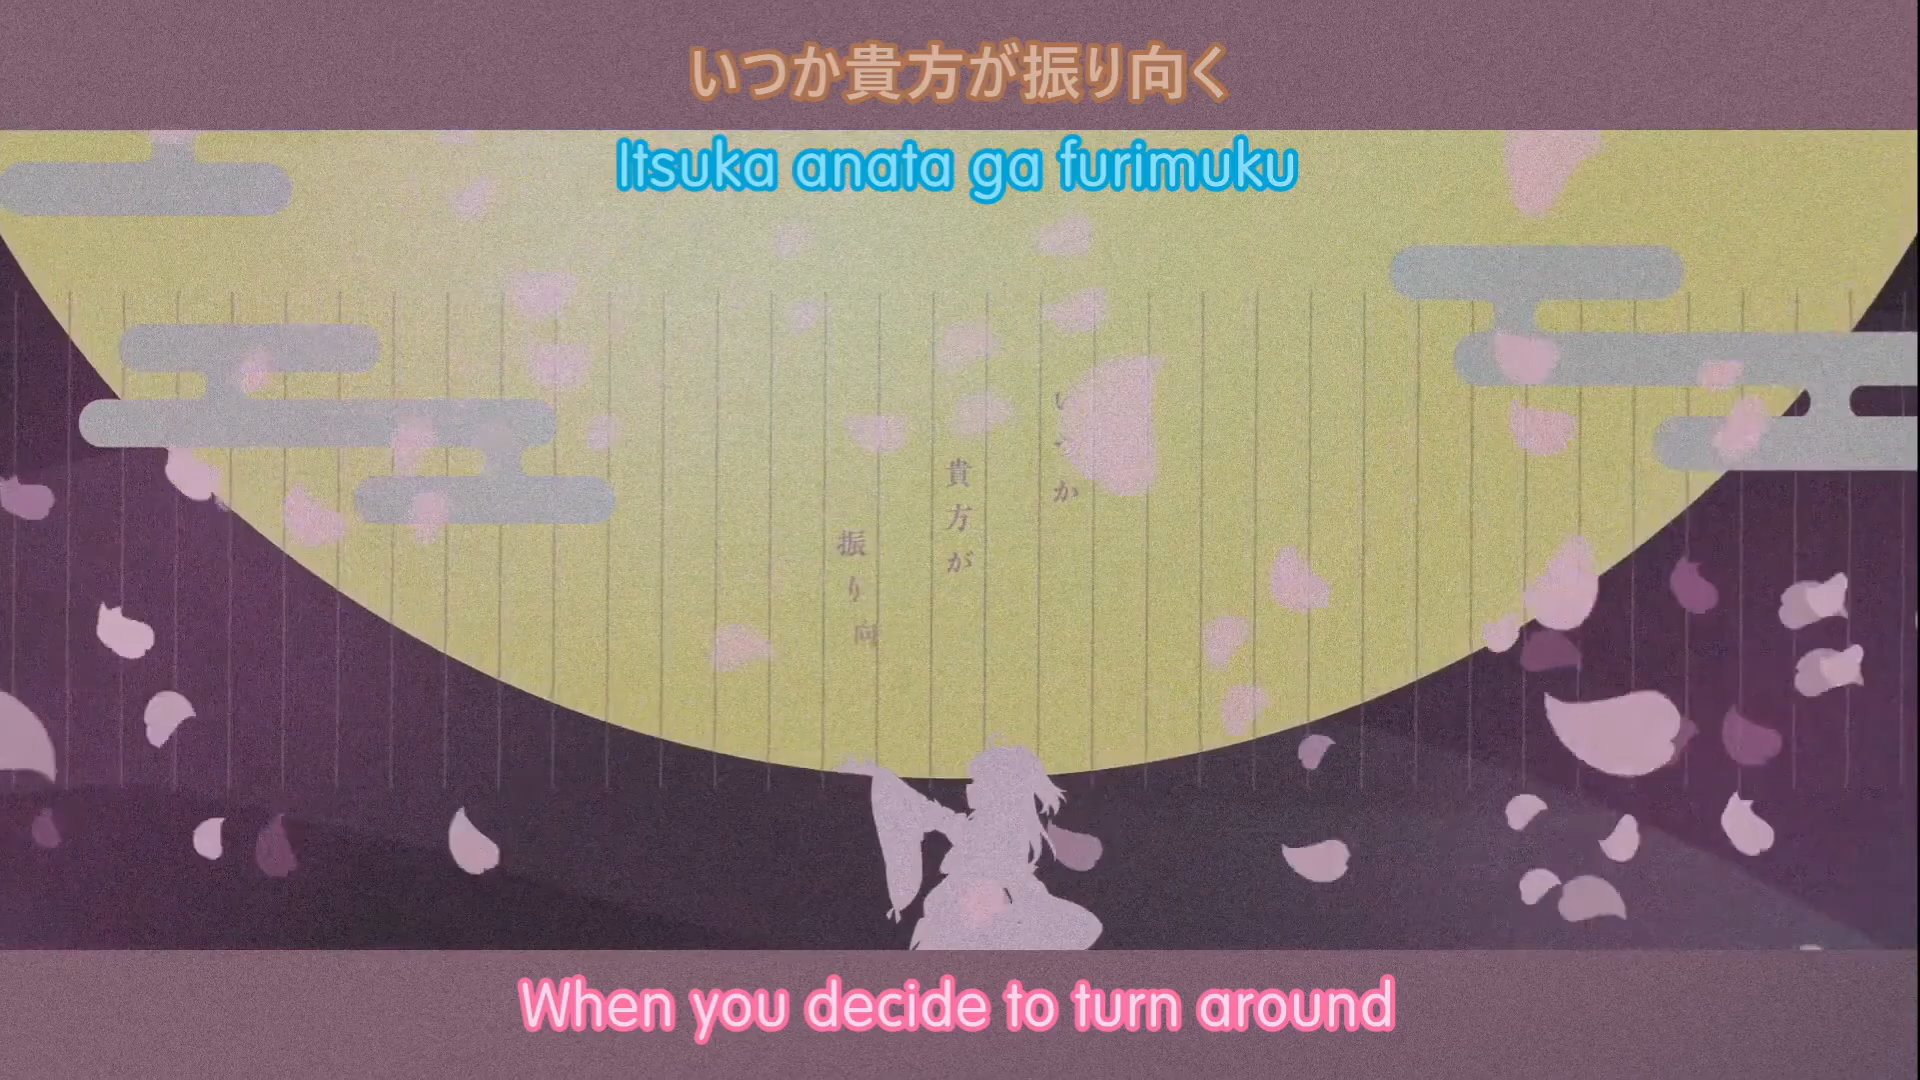 いつか貴方が振り向く
Itsuka anata ga furimuku
いつか
貴方が
振り向
When you decide to turn around